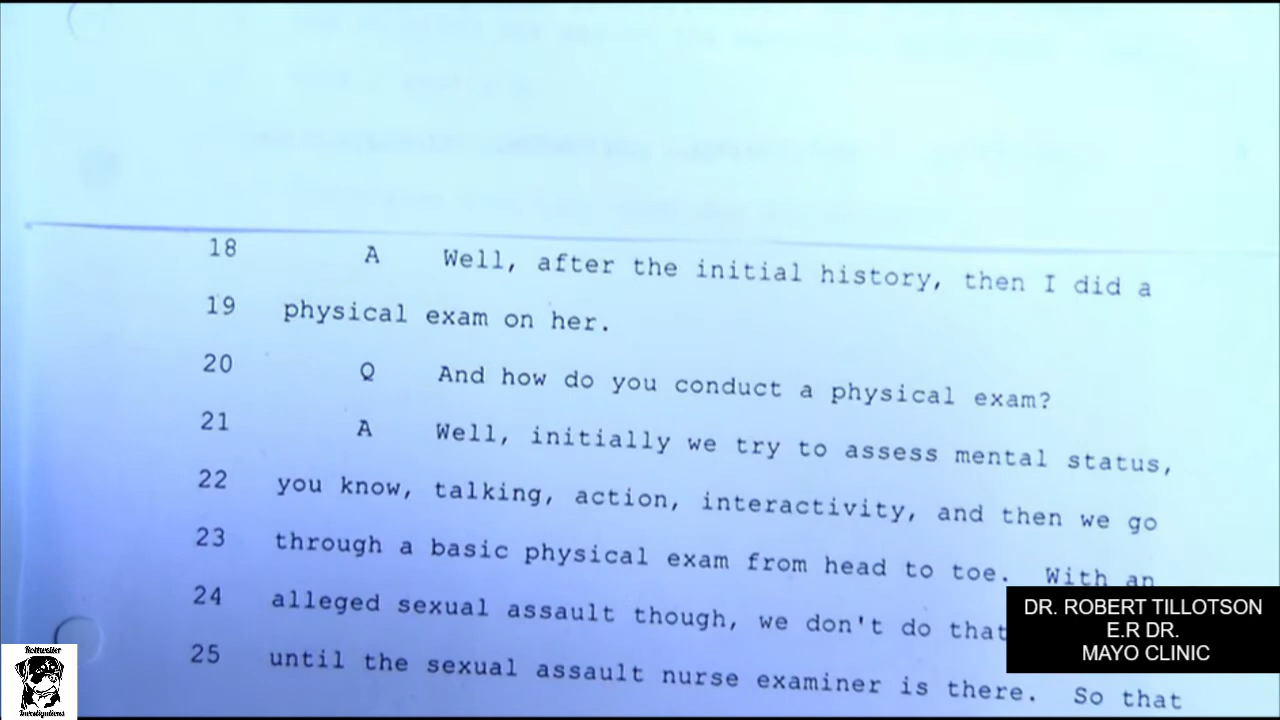 18 A Well, after the initial history, then I did a
19 physical exam on her.
20 Q And how do you conduct a physical exam?
21 A Well, initially we try to assess mental status,
22 you know, talking, action, interactivity, and then we go
23 through a basic physical exam from head to toe. With an
24 alleged sexual assault though, we don't do that
25 until the sexual assault nurse examiner is there. So that
DR. ROBERT TILLOTSON
E.R DR.
MAYO CLINIC
Rottweiler
Investigations